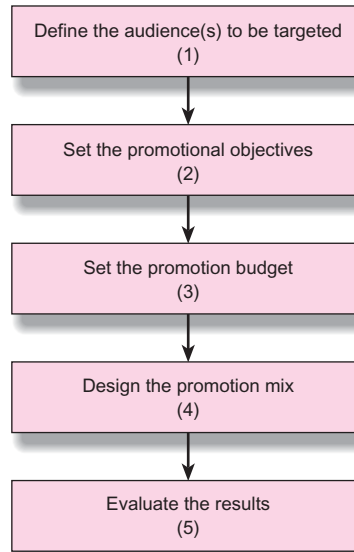 Define the audience(s) to be targeted
(1)
Set the promotional objectives
(2)
Set the promotion budget
(3)
Design the promotion mix
(4)
Evaluate the results
(5)